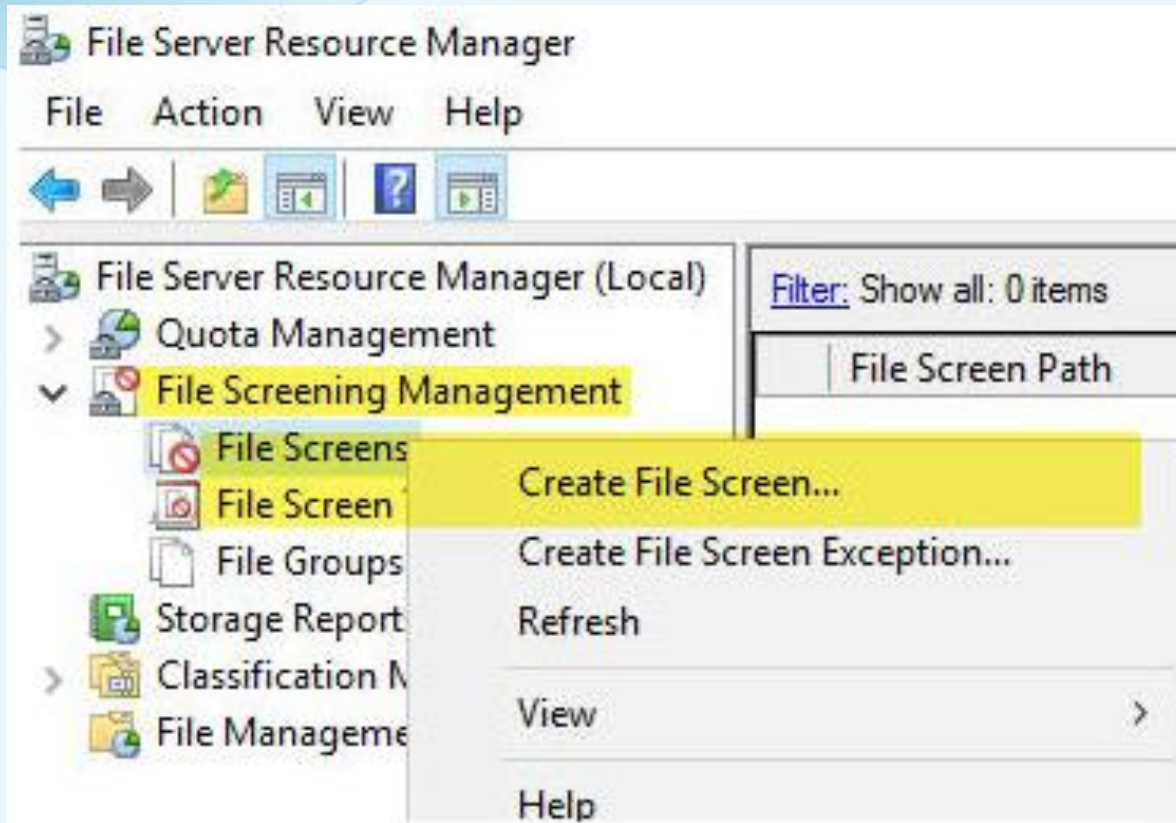 File Server Resource Manager
File Action View Help
File Server Resource Manager (Local)
Quota Management
File Screening Management
File Screens
File Screen
File Groups
Storage Report
Classification M
File Manageme
Filter: Show all: 0 items
File Screen Path
Create File Screen...
Create File Screen Exception...
Refresh
View
Help